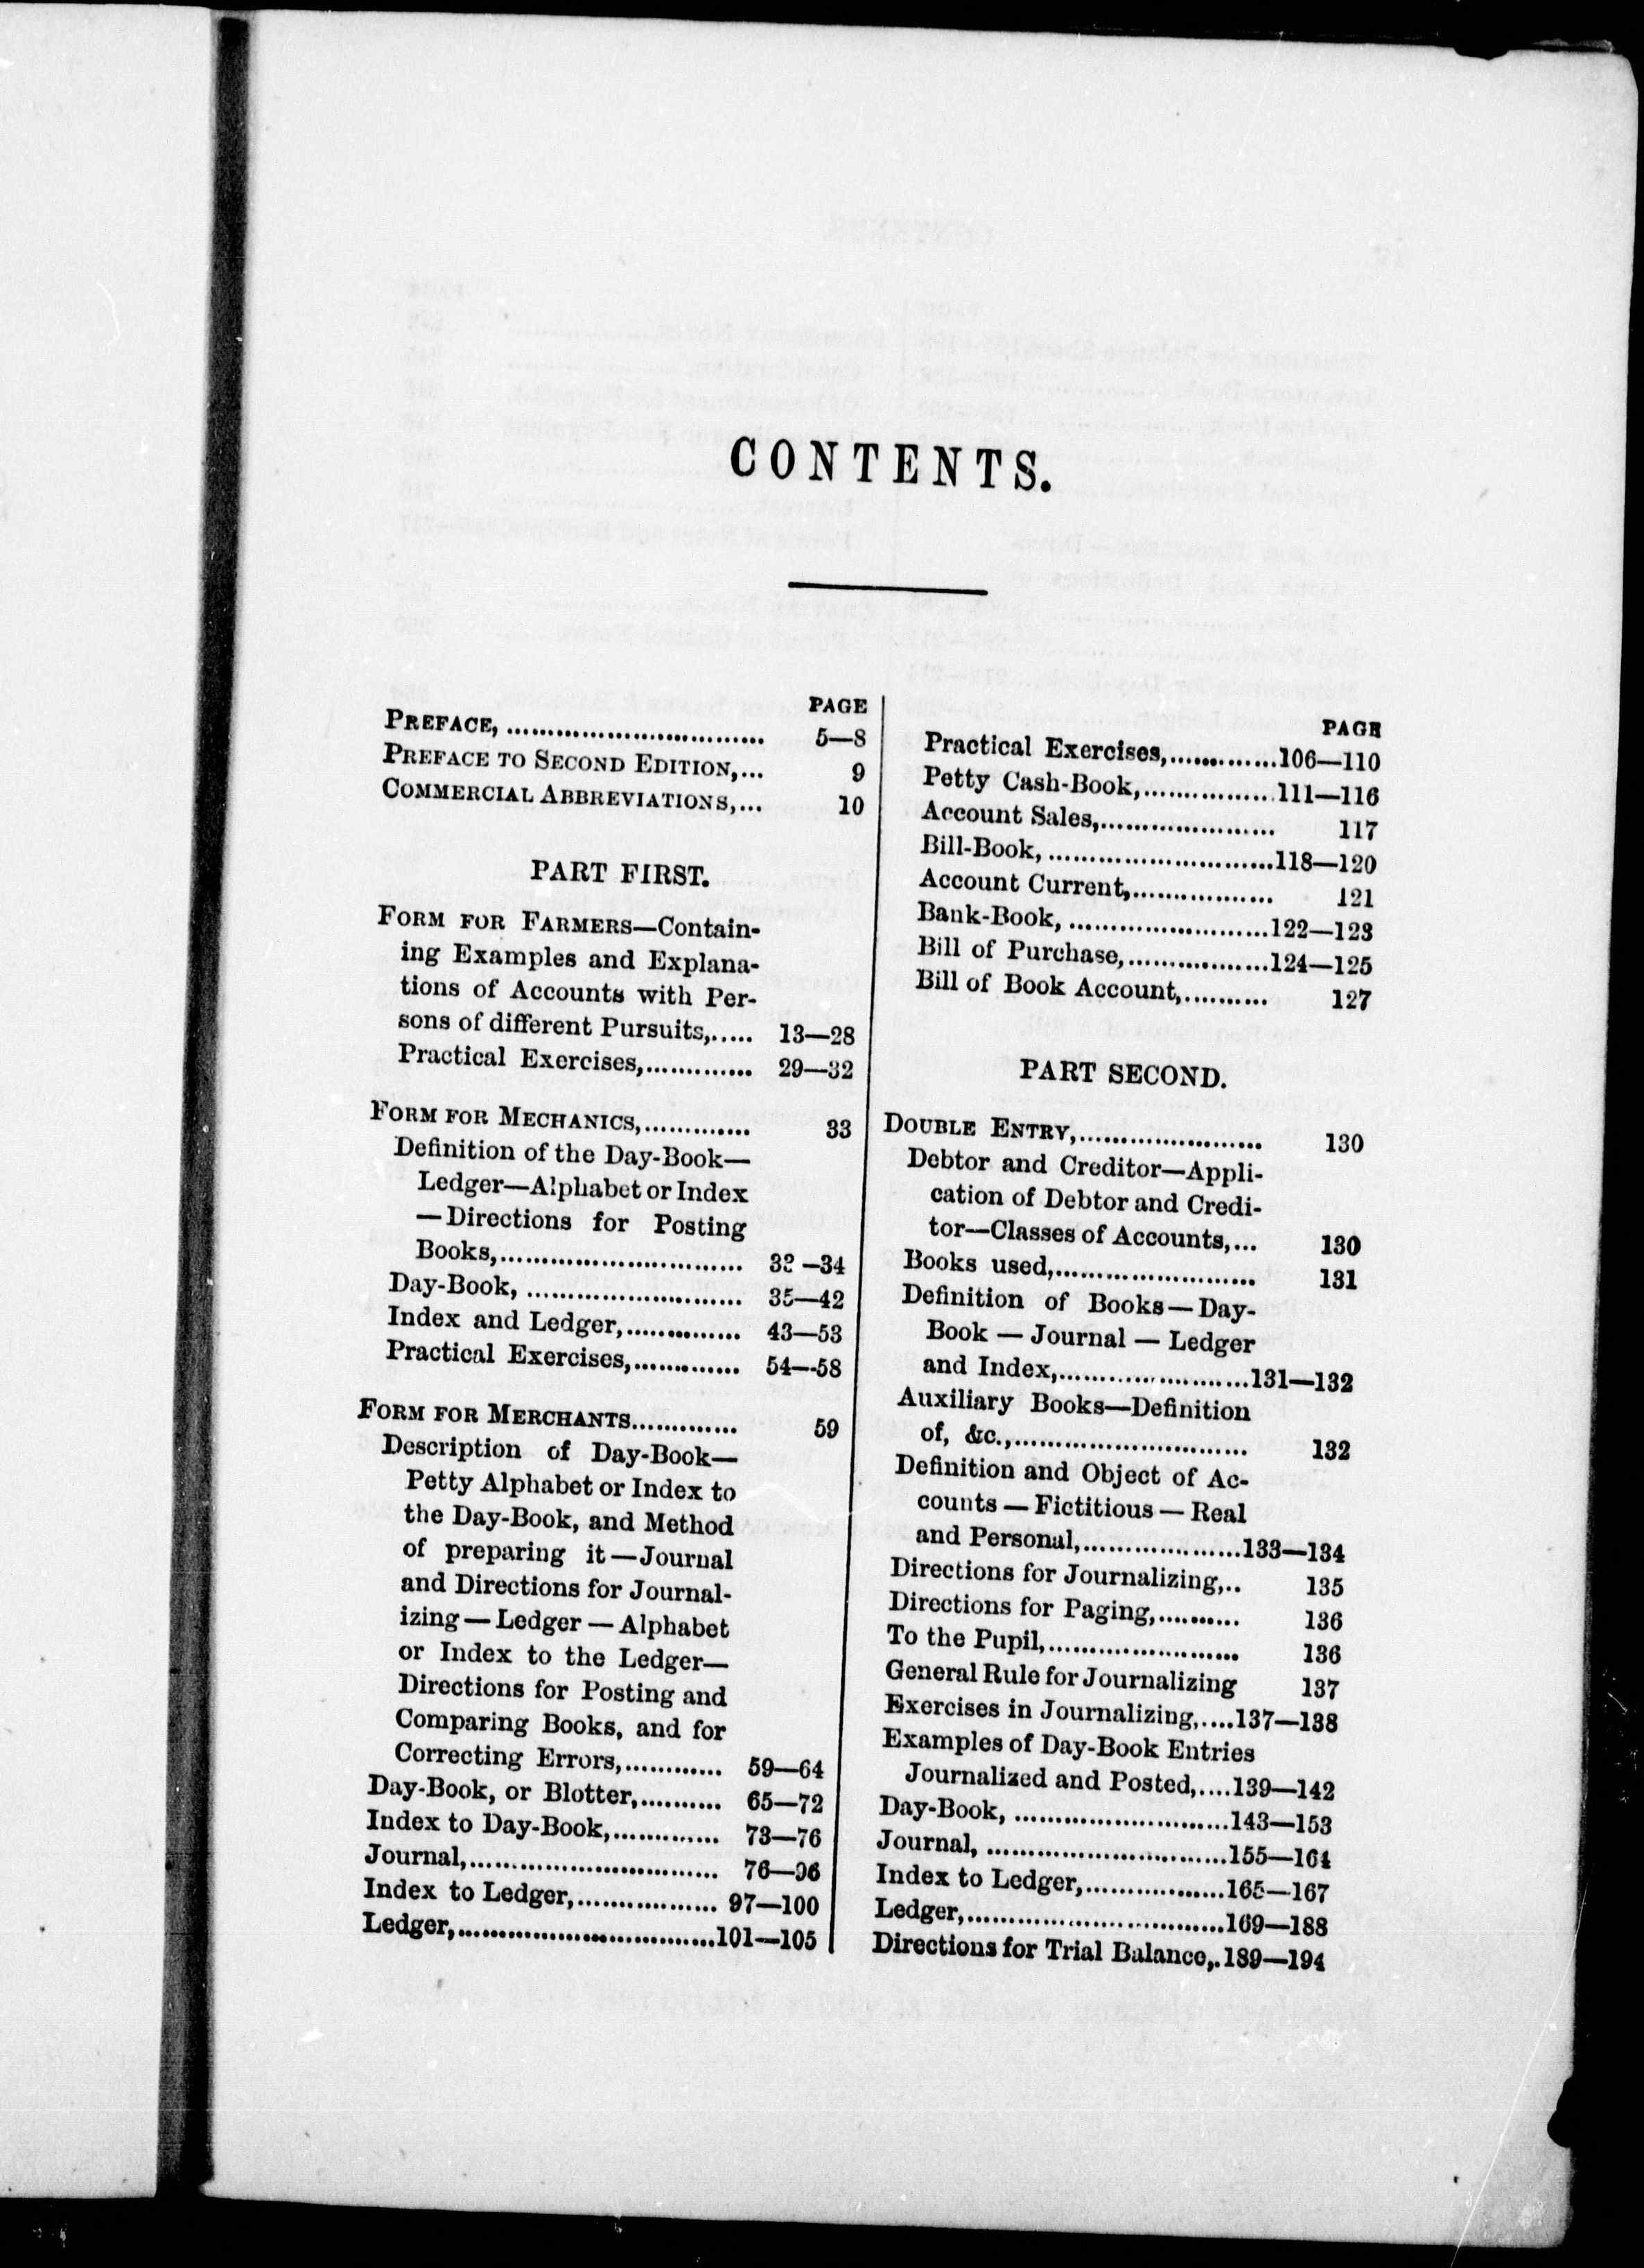 CONTENTS.
PAGE
PREFACE, .............................. 5—8
PREFACE TO SECOND EDITION,... 9
COMMERCIAL ABBREVIATIONS,... 10
PART FIRST.
FORM FOR FARMERS—Contain-
ing Examples and Explana-
tions of Accounts with Per-
sons of different Pursuits,..... 13—28
Practical Exercises,............. 29—32
FORM FOR MECHANICS,............. 33
Definition of the Day-Book—
Ledger—Alphabet or Index
—Directions for Posting
Books,.............................. 33—34
Day-Book, .......................... 35—42
Index and Ledger,.............. 43—53
Practical Exercises,............. 54—58
FORM FOR MERCHANTS............. 59
Description of Day-Book—
Petty Alphabet or Index to
the Day-Book, and Method
of preparing it—Journal
and Directions for Journal-
izing—Ledger—Alphabet
or Index to the Ledger—
Directions for Posting and
Comparing Books, and for
Correcting Errors,............ 59—64
Day-Book, or Blotter,.......... 65—72
Index to Day-Book,............. 73—76
Journal,.............................. 76—96
Index to Ledger,................. 97—100
Ledger,...............................101—105
PAGE
Practical Exercises,..............106—110
Petty Cash-Book,................111—116
Account Sales,..................... 117
Bill-Book, ...........................118—120
Account Current,................. 121
Bank-Book, ........................122—123
Bill of Purchase,.................124—125
Bill of Book Account,.......... 127
PART SECOND.
DOUBLE ENTRY,....................... 130
Debtor and Creditor—Appli-
cation of Debtor and Credi-
tor—Classes of Accounts,... 130
Books used,........................ 131
Definition of Books—Day-
Book — Journal — Ledger
and Index,.......................131—132
Auxiliary Books—Definition
of, &c.,............................ 132
Definition and Object of Ac-
counts — Fictitious — Real
and Personal,...................133—134
Directions for Journalizing,.. 135
Directions for Paging,.......... 136
To the Pupil,....................... 136
General Rule for Journalizing 137
Exercises in Journalizing,....137—138
Examples of Day-Book Entries
Journalized and Posted,....139—142
Day-Book, ..........................143—153
Journal, .............................155—164
Index to Ledger,.................165—167
Ledger,...............................169—188
Directions for Trial Balance,.189—194